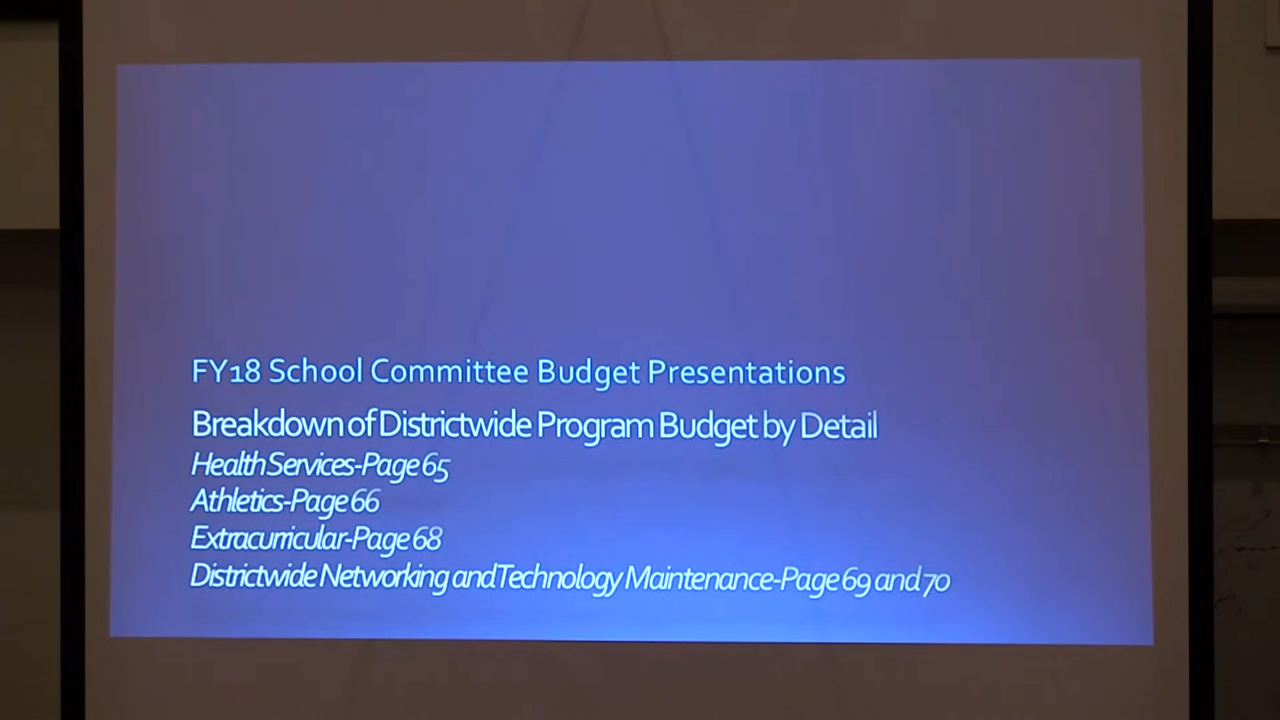 FY18 School Committee Budget Presentations
Breakdown of Districtwide Program Budget by Detail
Health Services-Page 65
Athletics-Page 66
Extracurricular-Page 68
Districtwide Networking and Technology Maintenance-Page 69 and 70